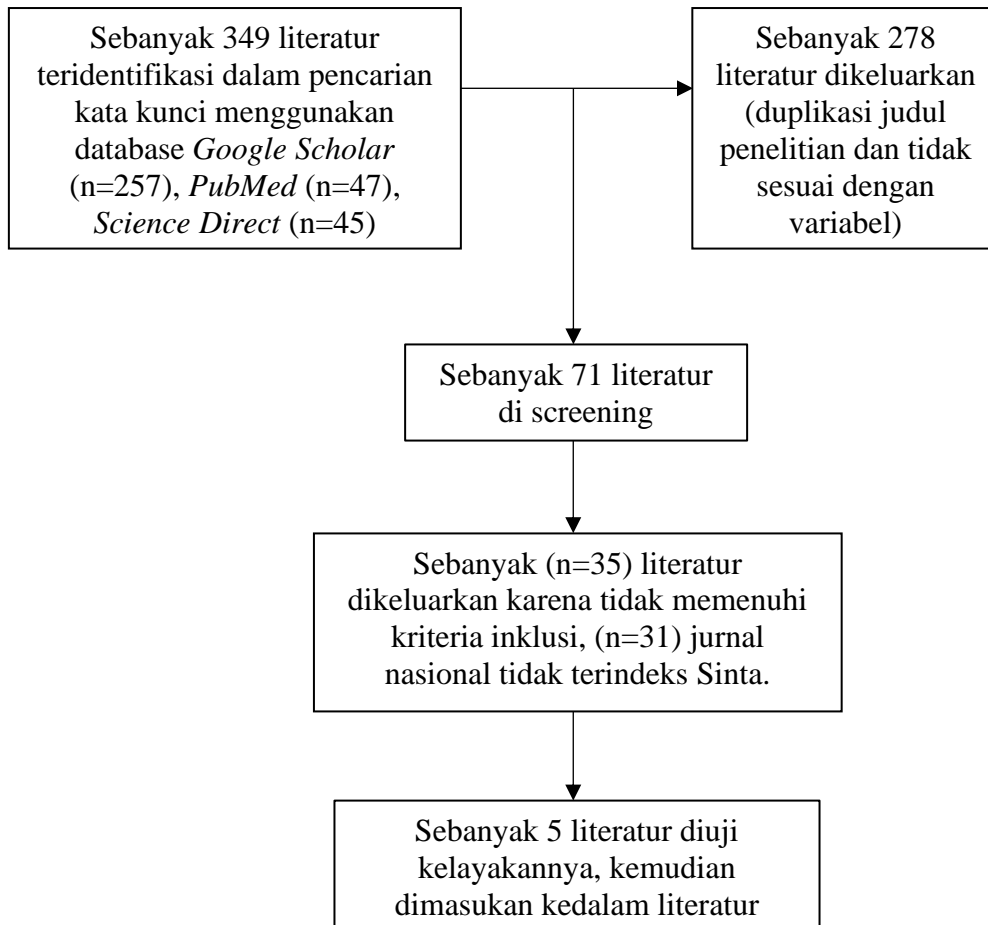 Sebanyak 349 literatur
teridentifikasi dalam pencarian
kata kunci menggunakan
database Google Scholar
(n=257), PubMed (n=47),
Science Direct (n=45)
Sebanyak 278
literatur dikeluarkan
(duplikasi judul
penelitian dan tidak
sesuai dengan
variabel)
Sebanyak 71 literatur
di screening
Sebanyak (n=35) literatur
dikeluarkan karena tidak memenuhi
kriteria inklusi, (n=31) jurnal
nasional tidak terindeks Sinta.
Sebanyak 5 literatur diuji
kelayakannya, kemudian
dimasukan kedalam literatur